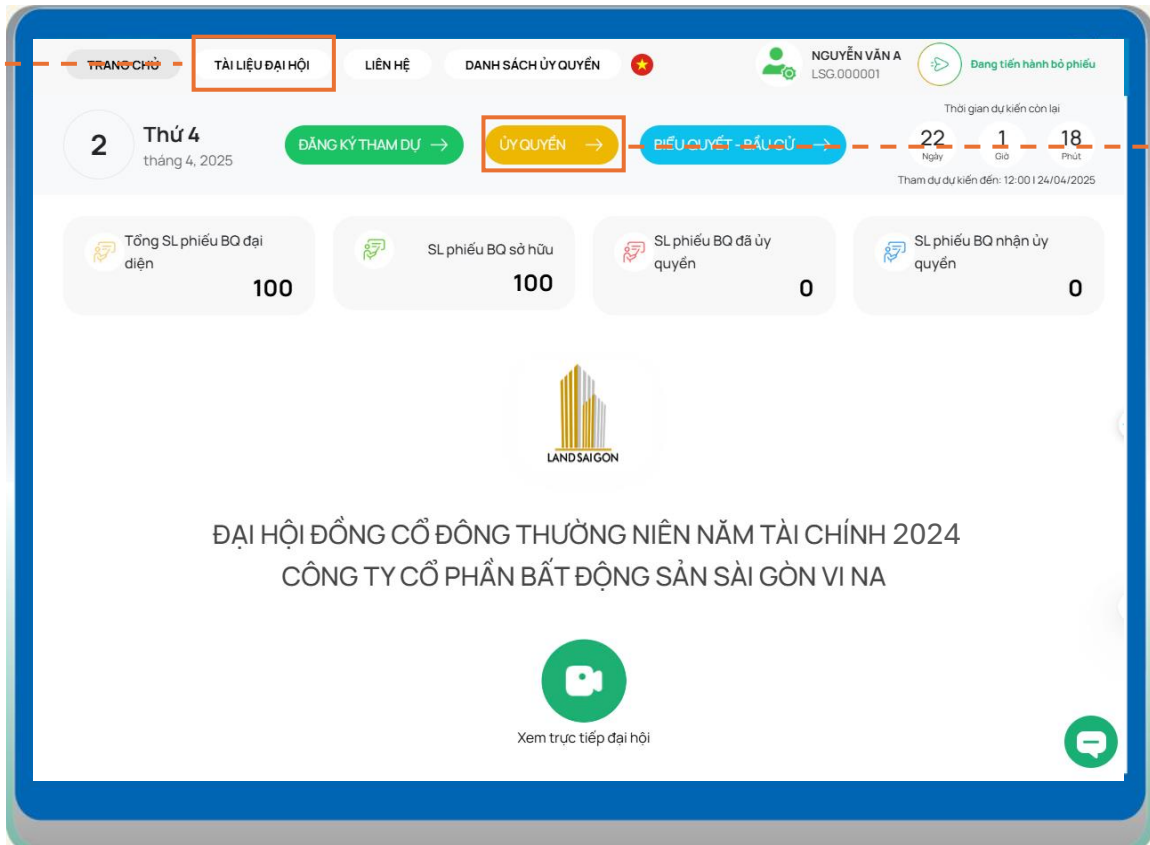 TRANG CHỦ
TÀI LIỆU ĐẠI HỘI
LIÊN HỆ
DANH SÁCH ỦY QUYỀN
NGUYỄN VĂN A
LSG.000001
Đang tiến hành bỏ phiếu
2
Thứ 4
tháng 4, 2025
ĐĂNG KÝ THAM DỰ →
ỦY QUYỀN →
BIỂU QUYẾT - BẦU CỬ →
Thời gian dự kiến còn lại
22 1 18
Ngày Giờ Phút
Tham dự dự kiến đến: 12:00 | 24/04/2025
Tổng SL phiếu BQ đại
diện
100
SL phiếu BQ sở hữu
100
SL phiếu BQ đã ủy
quyền
0
SL phiếu BQ nhận ủy
quyền
0
LAND SAIGON
ĐẠI HỘI ĐỒNG CỔ ĐÔNG THƯỜNG NIÊN NĂM TÀI CHÍNH 2024
CÔNG TY CỔ PHẦN BẤT ĐỘNG SẢN SÀI GÒN VI NA
Xem trực tiếp đại hội